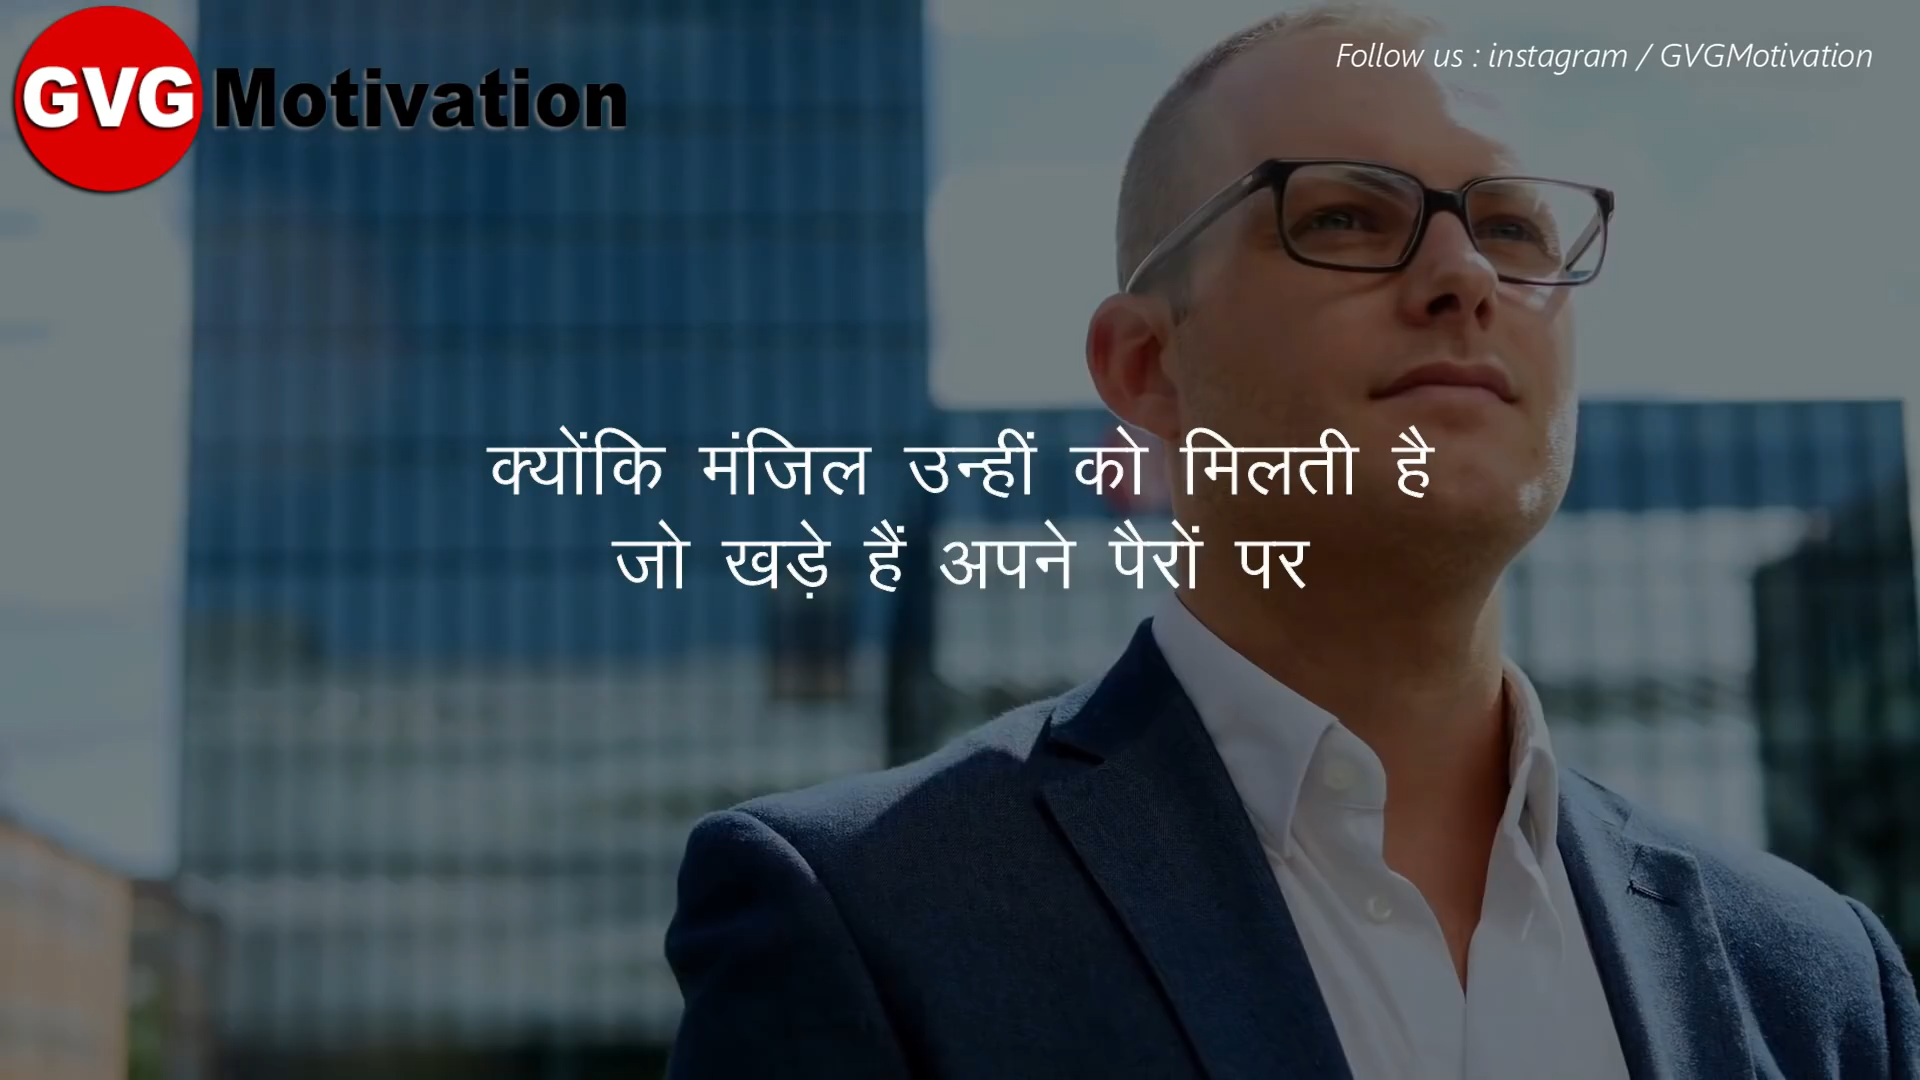 GVG Motivation
Follow us : instagram / GVGMotivation
क्योंकि मंजिल उन्हीं को मिलती है
जो खड़े हैं अपने पैरों पर